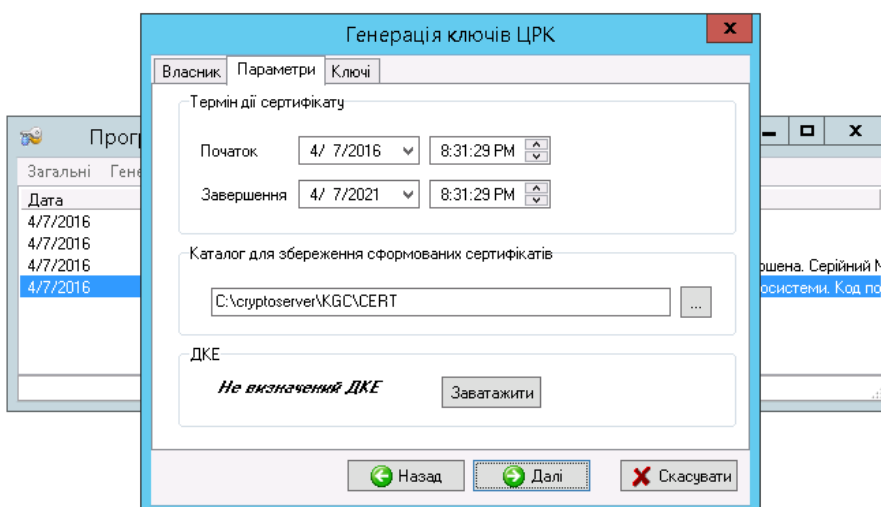 Генерація ключів ЦРК
x
Власник Параметри Ключі
Термін дії сертифікату
Початок 4/ 7/2016 8:31:29 PM
Завершення 4/ 7/2021 8:31:29 PM
Каталог для збереження сформованих сертифікатів
C:\cryptoserver\KGC\CERT ...
ДКЕ
Не визначений ДКЕ Заватажити
Назад Далі Скасувати
Загальні
Дата
4/7/2016
4/7/2016
4/7/2016 Серійний
4/7/2016 Код